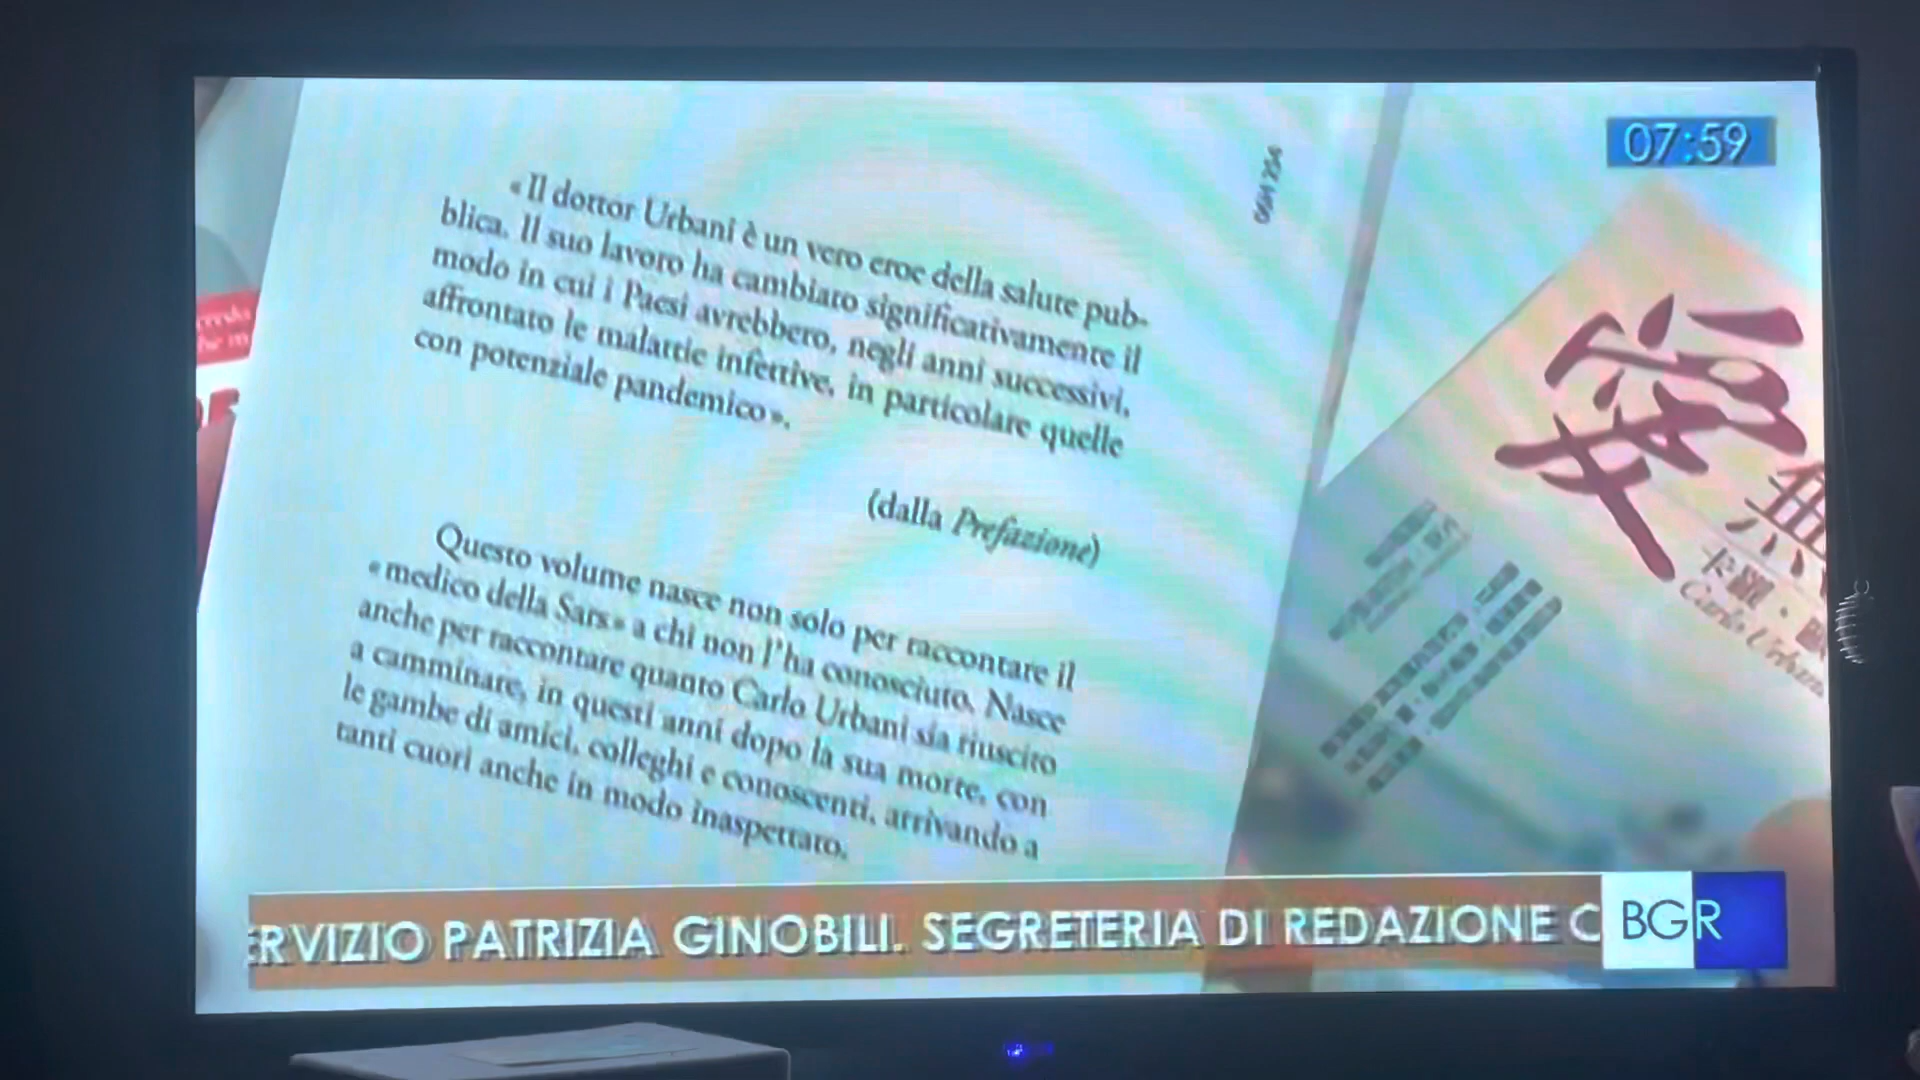 07:59
«Il dottor Urbani è un vero eroe della salute pub-
blica. Il suo lavoro ha cambiato significativamente il
modo in cui i Paesi avrebbero, negli anni successivi,
affrontato le malattie infettive, in particolare quelle
con potenziale pandemico».
(dalla Prefazione)
Questo volume nasce non solo per raccontare il
«medico della Sars» a chi non l'ha conosciuto. Nasce
anche per raccontare quanto Carlo Urbani sia riuscito
a camminare, in questi anni dopo la sua morte, con
le gambe di amici, colleghi e conoscenti, arrivando a
tanti cuori anche in modo inaspettato.
愛
無
卡羅
Carlo Urbani
ERVIZIO PATRIZIA GINOBILI. SEGRETERIA DI REDAZIONE C
BGR